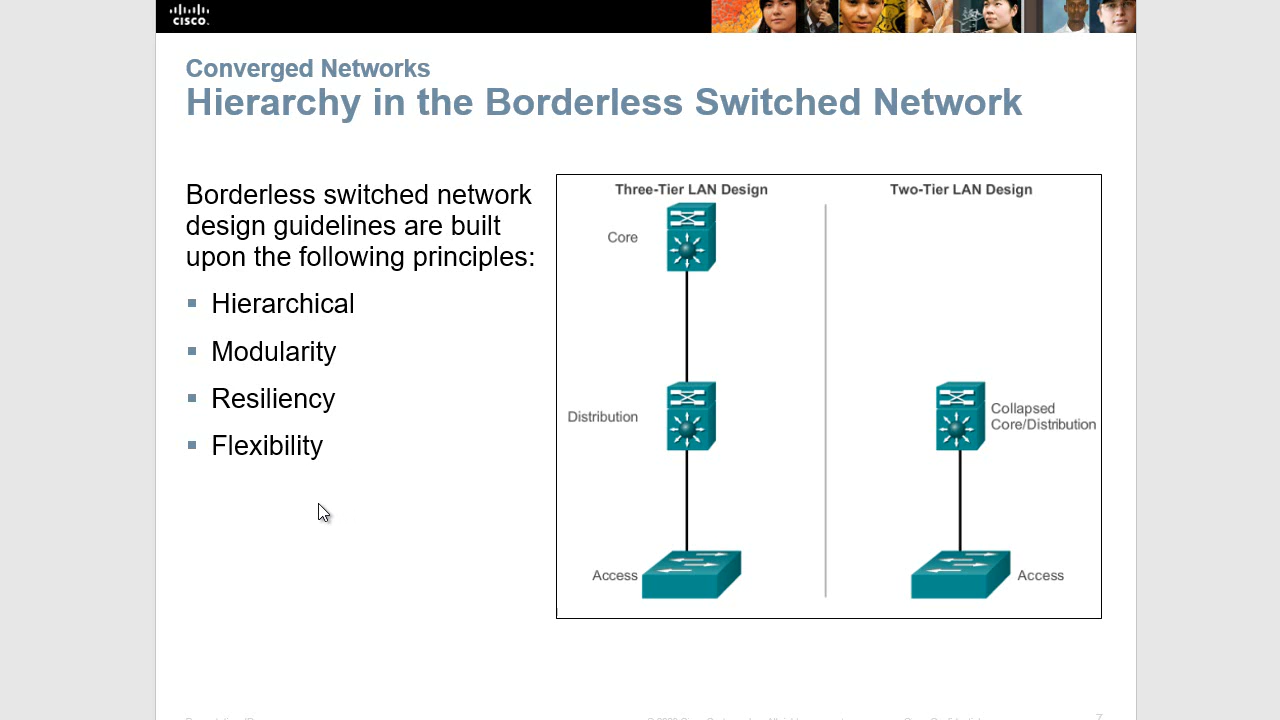 CISCO.
Converged Networks
Hierarchy in the Borderless Switched Network
Borderless switched network
design guidelines are built
upon the following principles:
Hierarchical
Modularity
Resiliency
Flexibility
Three-Tier LAN Design
Core
Distribution
Access
Two-Tier LAN Design
Collapsed
Core/Distribution
Access